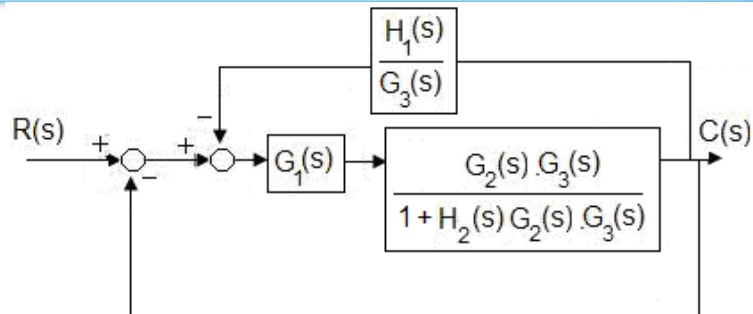 H₁(s)
G₃(s)
R(s)
+
−
+
−
G₁(s)
G₂(s).G₃(s)
1+H₂(s)G₂(s).G₃(s)
C(s)